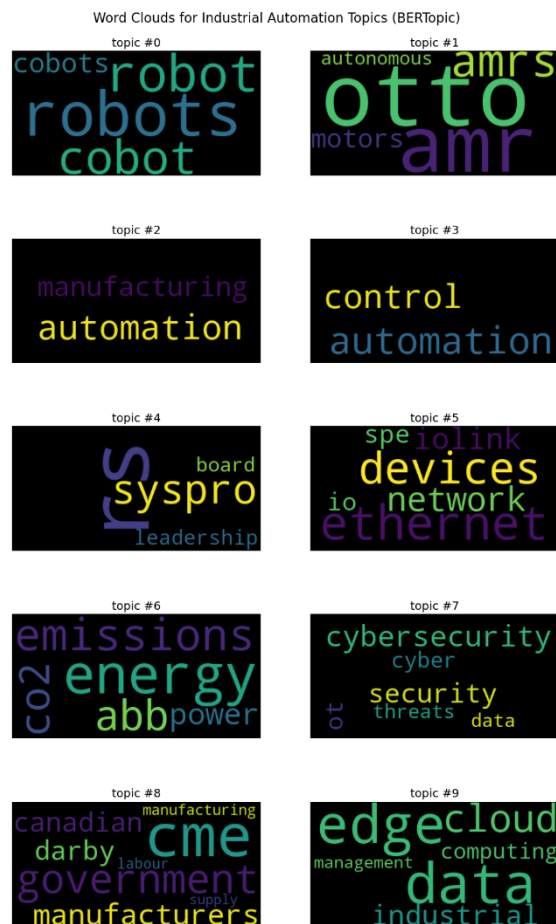 Word Clouds for Industrial Automation Topics (BERTopic)
topic #0
cobots
robot
robots
cobot
topic #1
autonomous
amrs
otto
motors
amr
topic #2
manufacturing
automation
topic #3
control
automation
topic #4
rs
board
syspro
leadership
topic #5
spe
iolink
devices
io
network
ethernet
topic #6
emissions
co2
energy
abb
power
topic #7
cybersecurity
cyber
security
threats
ot
data
topic #8
manufacturing
canadian
cme
darby
labour
government
supply
manufacturers
topic #9
edge
cloud
computing
management
data
industrial